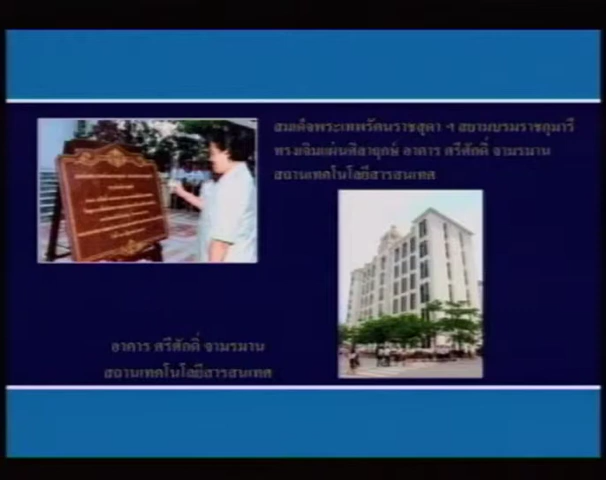 สมเด็จพระเทพรัตนราชสุดา ฯ สยามบรมราชกุมารี
ทรงเจิมแผ่นศิลาฤกษ์ อาคาร ศรีศักดิ์ จามรมาน
สถานเทคโนโลยีสารสนเทศ
อาคาร ศรีศักดิ์ จามรมาน
สถานเทคโนโลยีสารสนเทศ